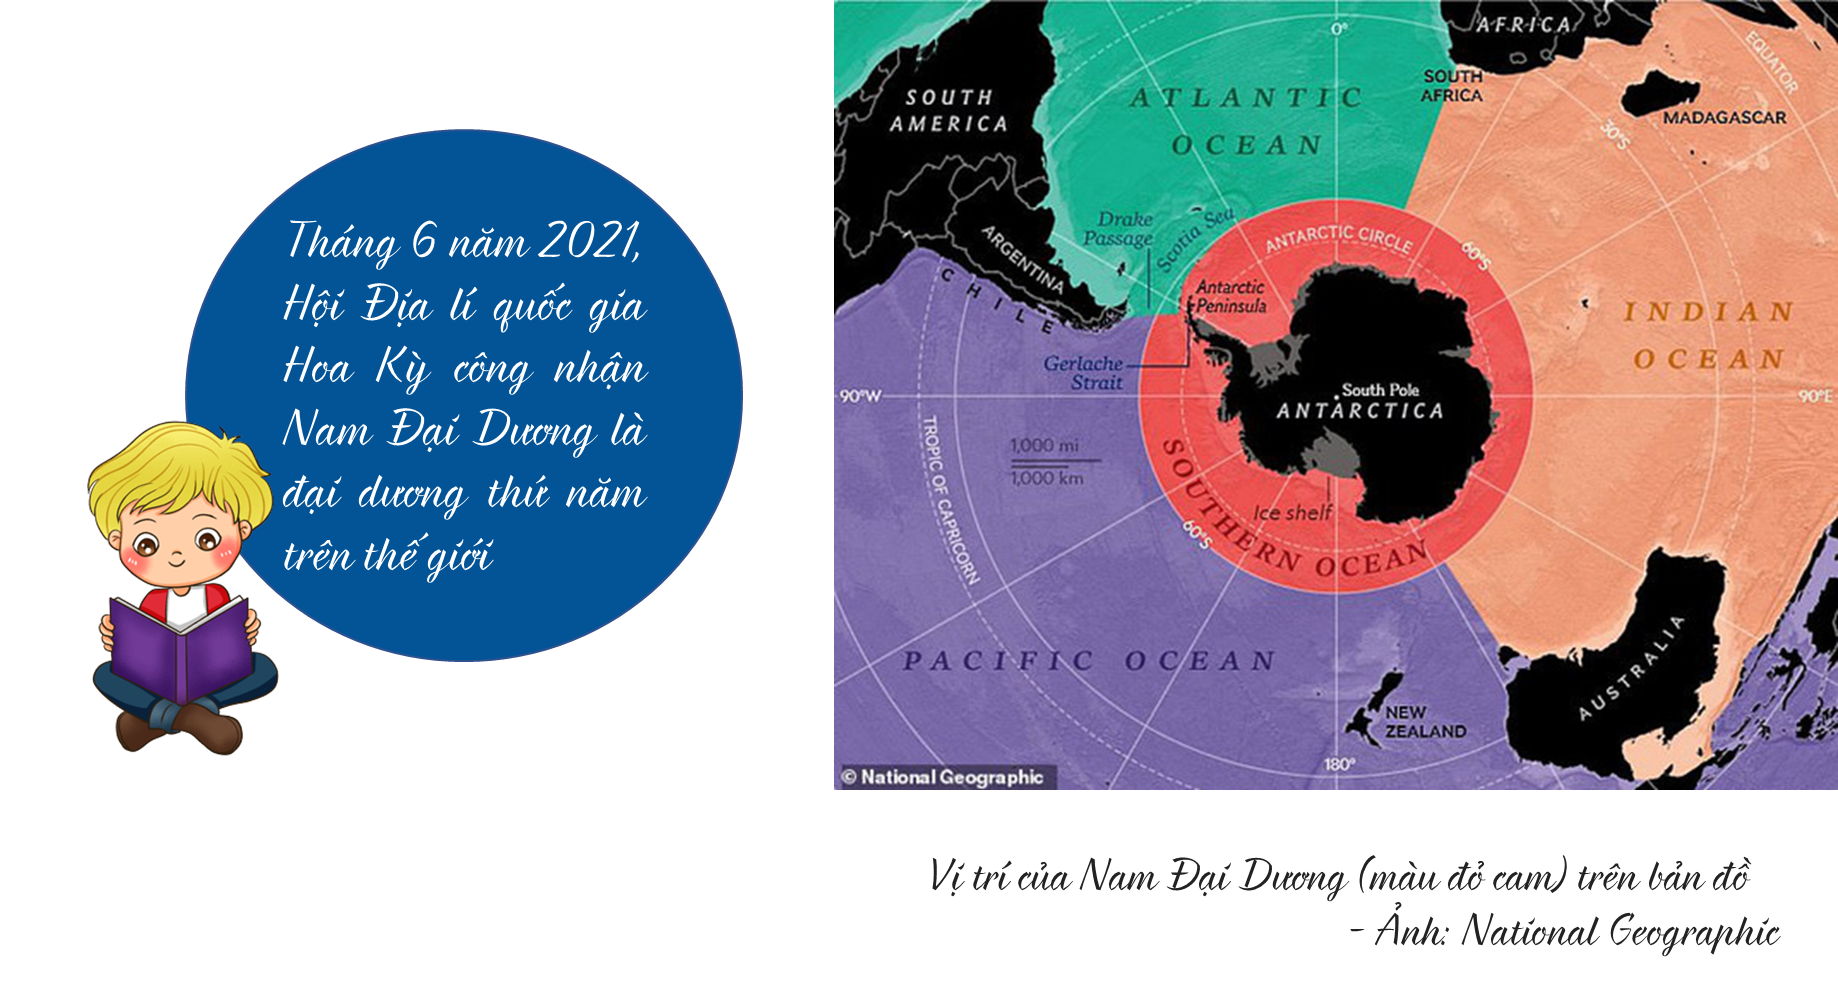 Tháng 6 năm 2021,
Hội Địa lí quốc gia
Hoa Kỳ công nhận
Nam Đại Dương là
đại dương thứ năm
trên thế giới
AFRICA
0°
EQUATOR
SOUTH
AFRICA
SOUTH
AMERICA
ATLANTIC
OCEAN
MADAGASCAR
30°S
Drake
Passage
Scotia Sea
ANTARCTIC CIRCLE
60°S
ARGENTINA
CHILE
Antarctic
Peninsula
INDIAN
OCEAN
Gerlache
Strait
90°W
South Pole
ANTARCTICA
90°E
TROPIC OF CAPRICORN
1,000 mi
1,000 km
SOUTHERN OCEAN
Ice shelf
60°S
PACIFIC OCEAN
AUSTRALIA
NEW
ZEALAND
180°
© National Geographic
Vị trí của Nam Đại Dương (màu đỏ cam) trên bản đồ
- Ảnh: National Geographic